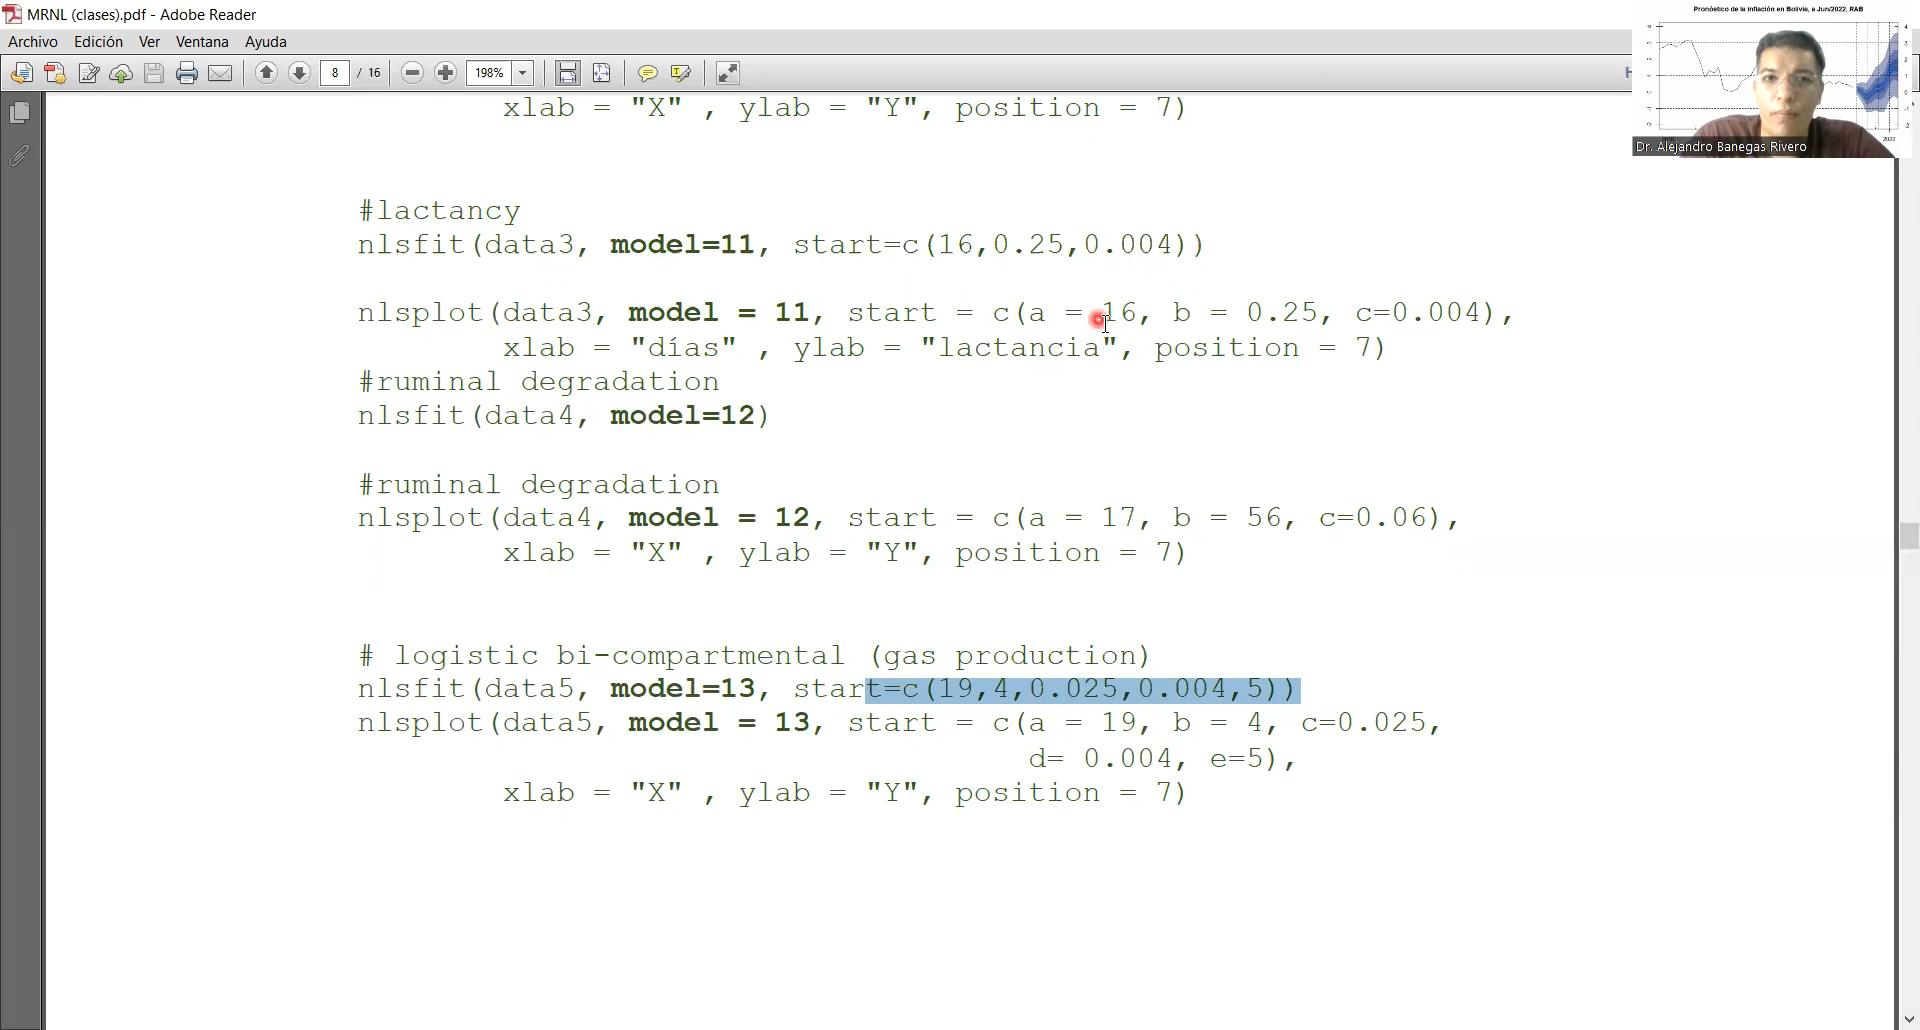 MRNL (clases).pdf - Adobe Reader
Archivo Edición Ver Ventana Ayuda
8 / 16 198%
Pronóstico de la inflación en Bolivia, a Jun/2022, RAB
2022
Dr. Alejandro Banegas Rivero
xlab = "X" , ylab = "Y", position = 7)
#lactancy
nlsfit(data3, model=11, start=c(16,0.25,0.004))
nlsplot(data3, model = 11, start = c(a = 16, b = 0.25, c=0.004),
xlab = "días" , ylab = "lactancia", position = 7)
#ruminal degradation
nlsfit(data4, model=12)
#ruminal degradation
nlsplot(data4, model = 12, start = c(a = 17, b = 56, c=0.06),
xlab = "X" , ylab = "Y", position = 7)
# logistic bi-compartmental (gas production)
nlsfit(data5, model=13, start=c(19,4,0.025,0.004,5))
nlsplot(data5, model = 13, start = c(a = 19, b = 4, c=0.025,
d= 0.004, e=5),
xlab = "X" , ylab = "Y", position = 7)